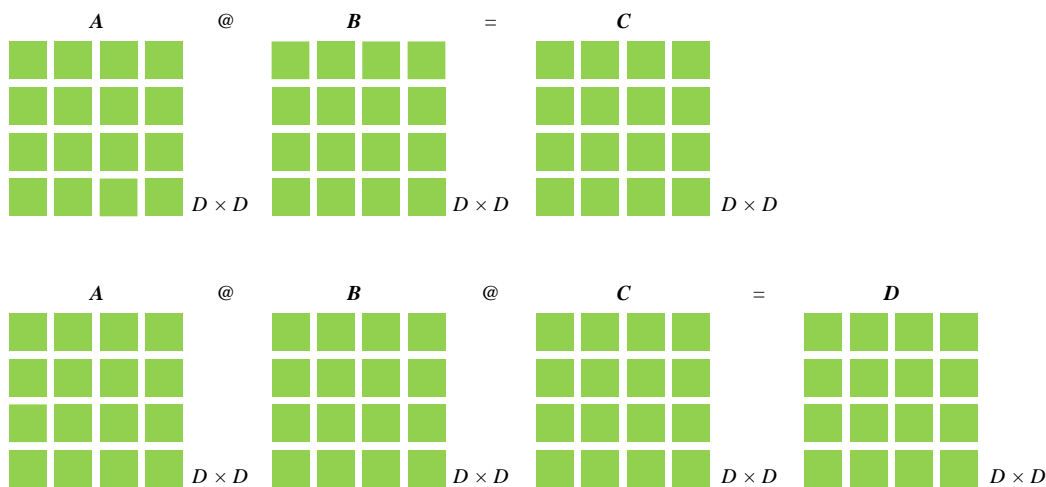 A @ B = C
D × D D × D D × D
A @ B @ C = D
D × D D × D D × D D × D